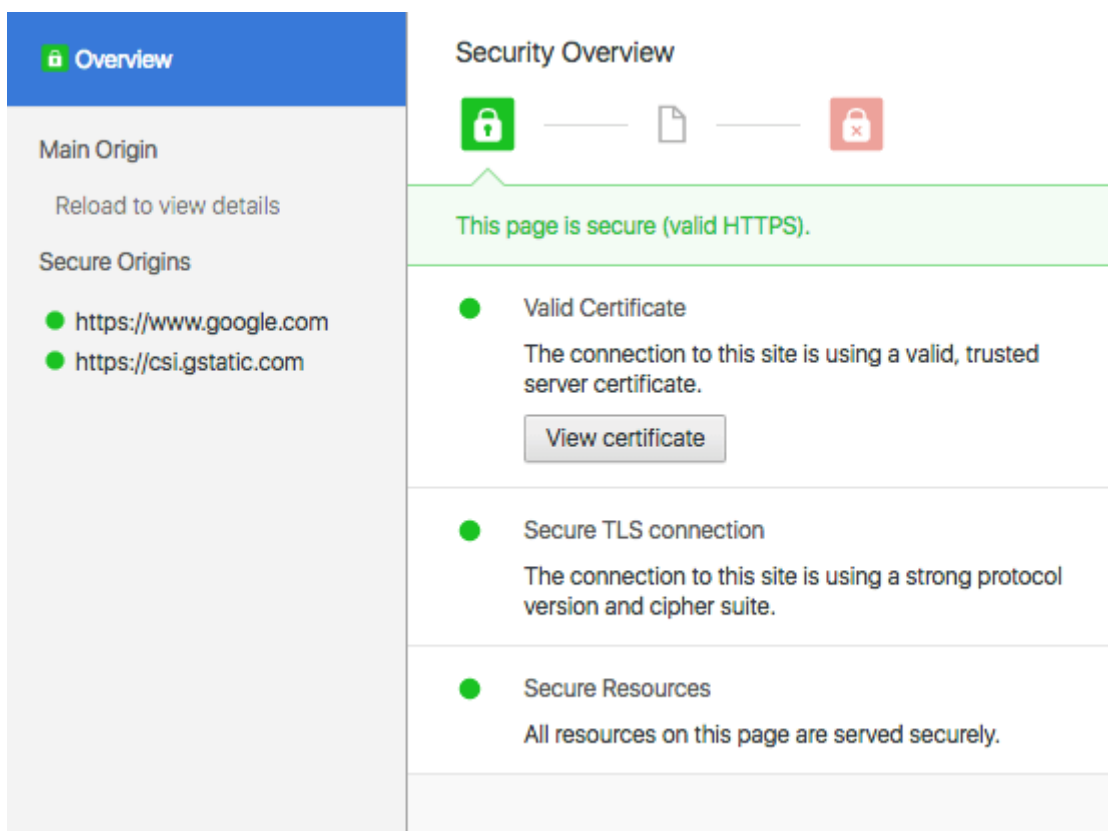 Overview
Main Origin
Reload to view details
Secure Origins
https://www.google.com
https://csi.gstatic.com
Security Overview
This page is secure (valid HTTPS).
Valid Certificate
The connection to this site is using a valid, trusted
server certificate.
View certificate
Secure TLS connection
The connection to this site is using a strong protocol
version and cipher suite.
Secure Resources
All resources on this page are served securely.